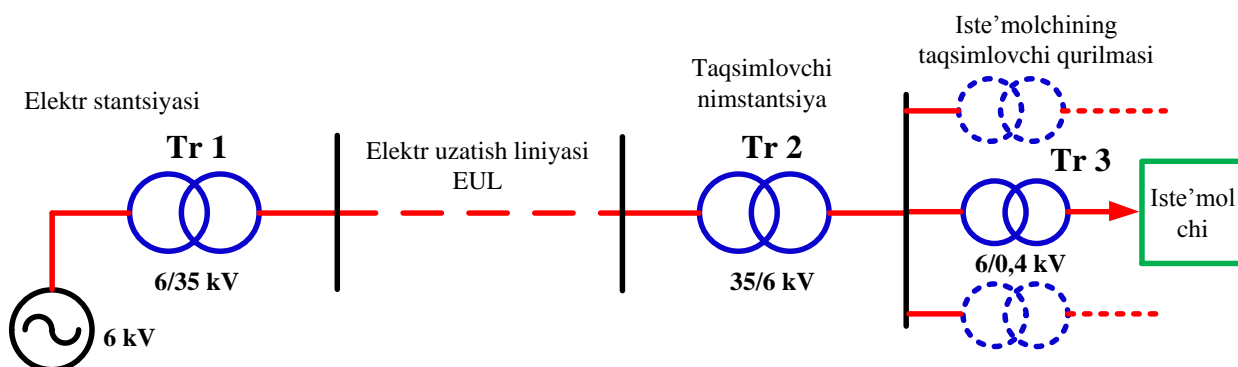 Iste’molchining
taqsimlovchi qurilmasi
Taqsimlovchi
nimstantsiya
Elektr stantsiyasi
Tr 1
Elektr uzatish liniyasi
EUL
Tr 2
Tr 3
Iste’mol
chi
6/35 kV
35/6 kV
6/0,4 kV
6 kV